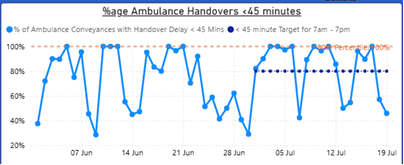 %age Ambulance Handovers <45 minutes
% of Ambulance Conveyances with Handover Delay < 45 Mins < 45 minute Target for 7am - 7pm
100%
80%
60%
40%
20%
Percentile 100%
07 Jun 14 Jun 21 Jun 28 Jun 05 Jul 12 Jul 19 Jul